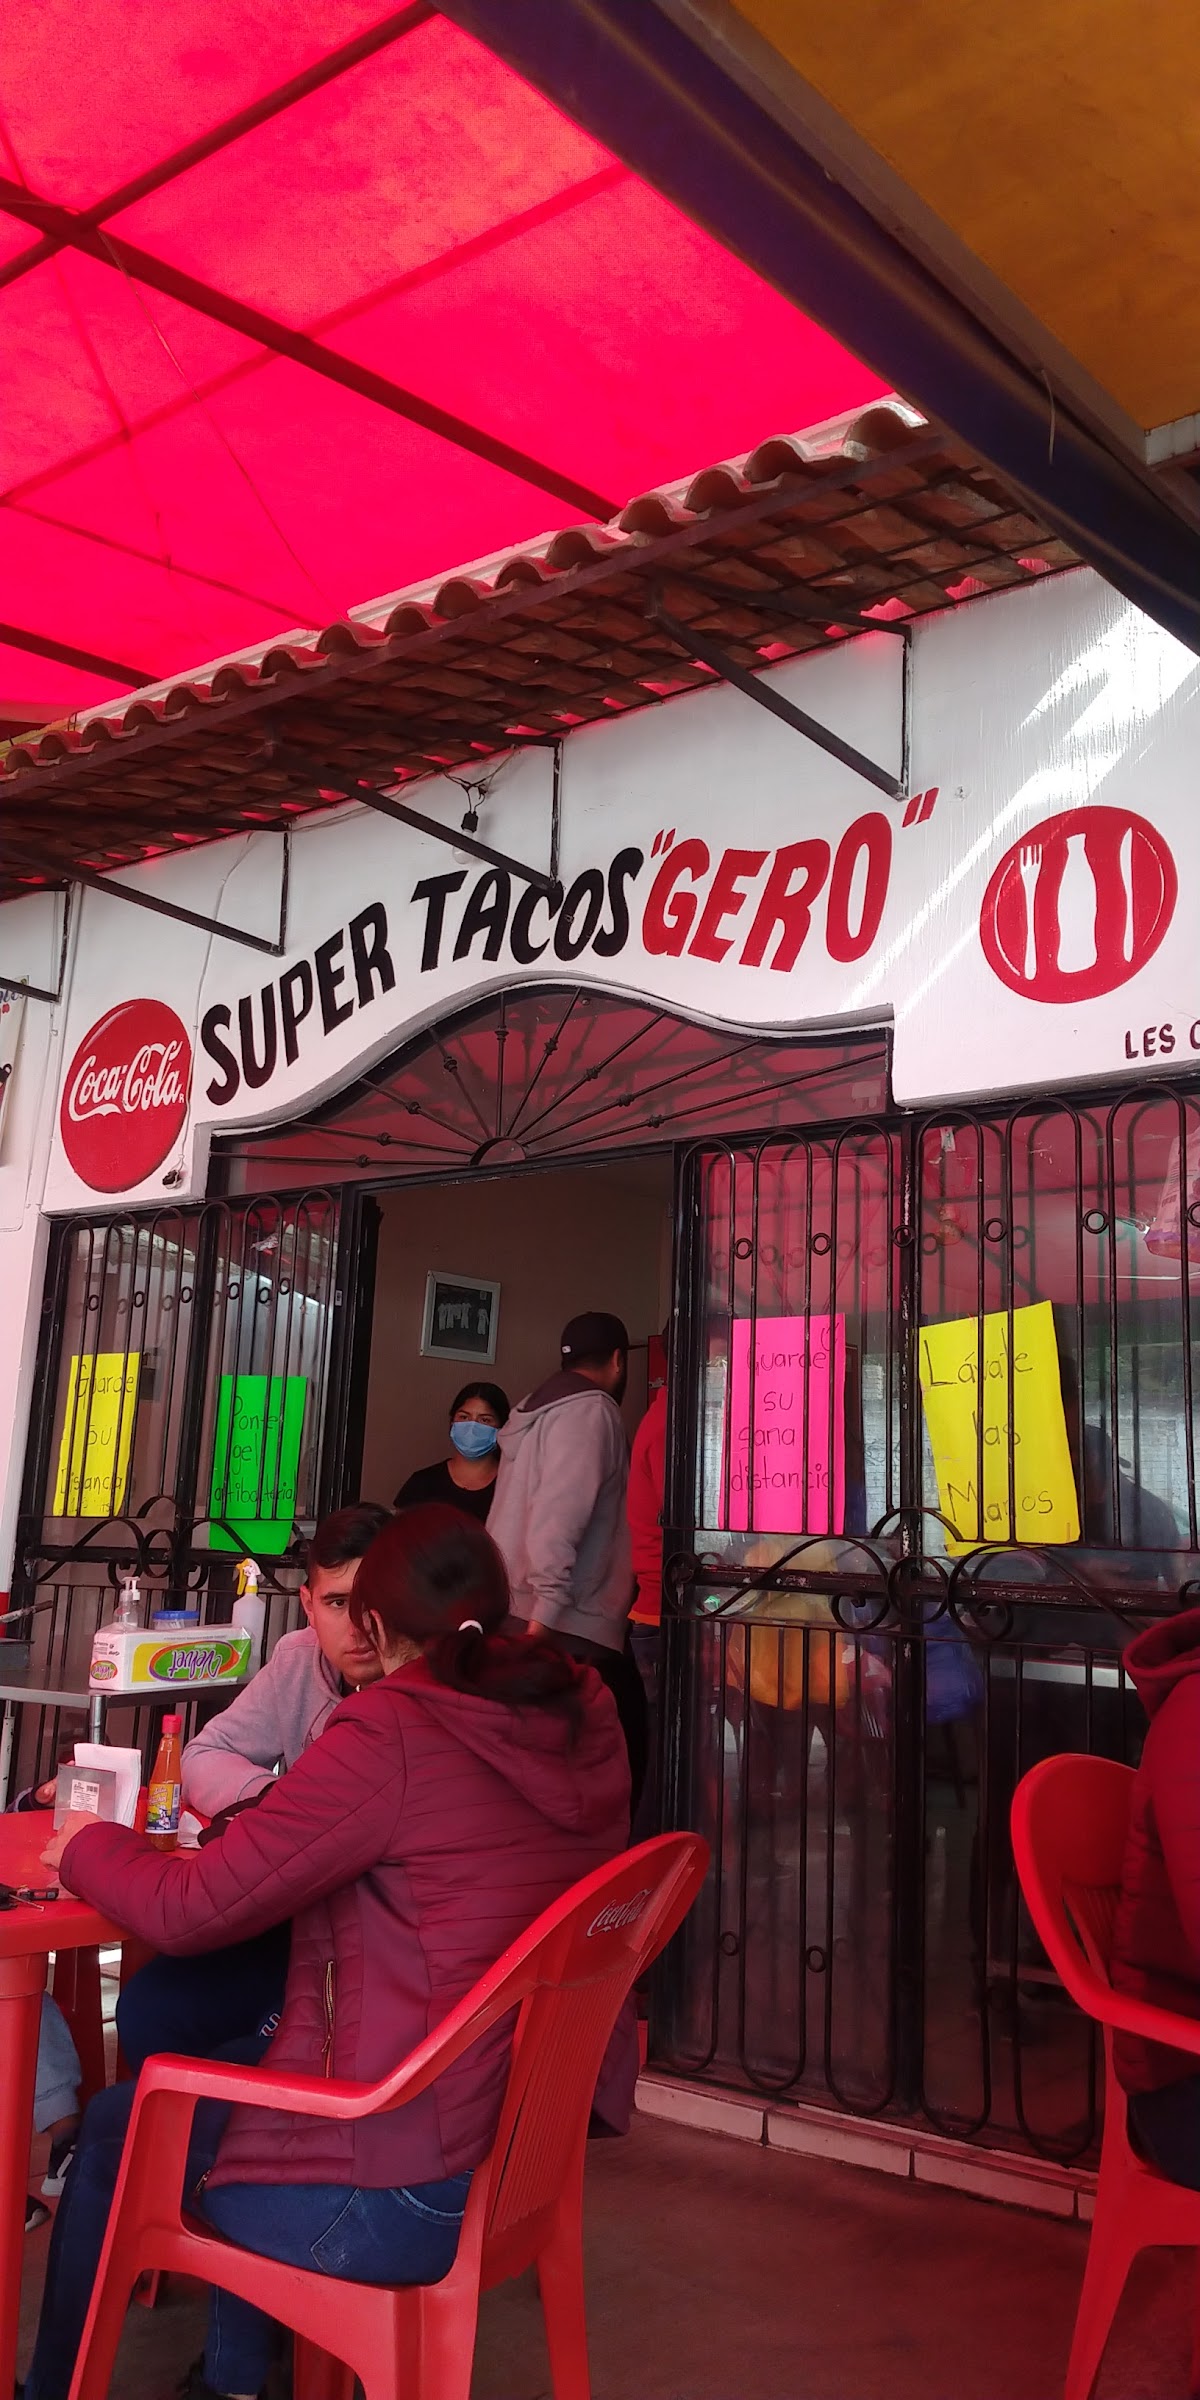 SUPER TACOS "GERO"
Coca-Cola
LES
Guarde
su
Distancia
Ponte
gel
antibacterial
Guarde
su
sana
distancia
Lávate
las
Manos
Velvet
Coca-Cola